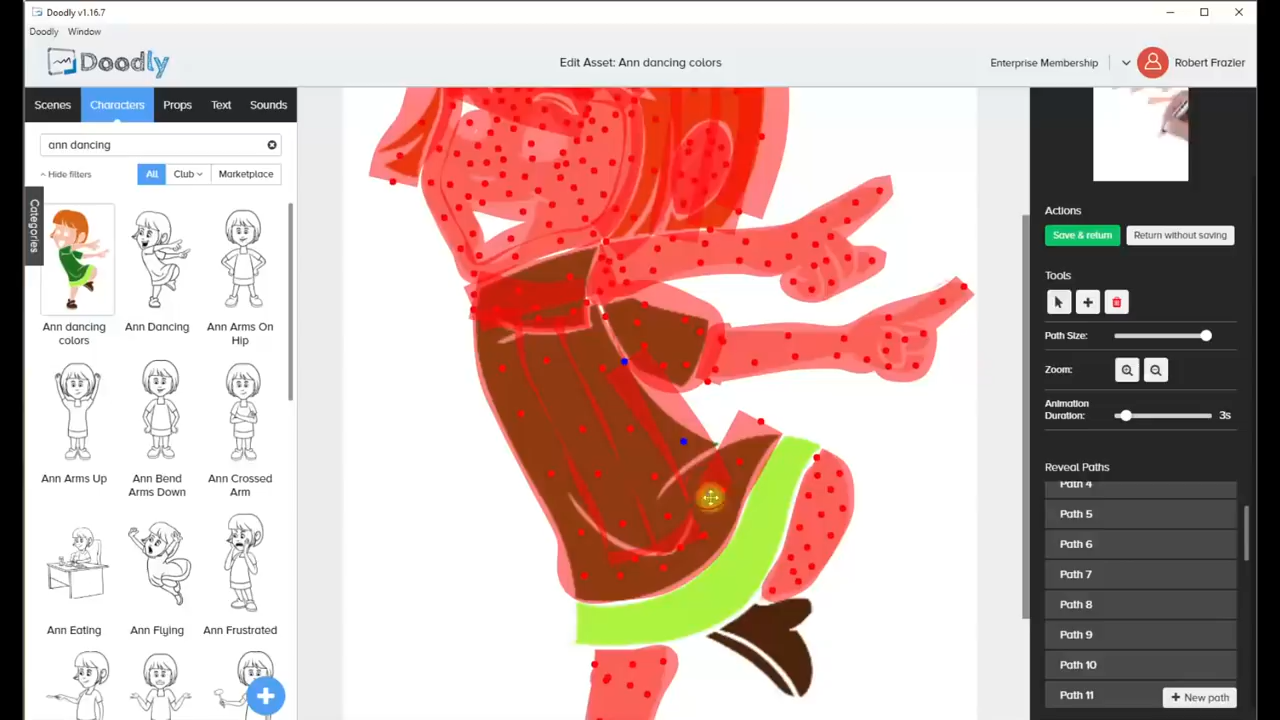 Doodly v1.16.7
Doodly Window
Doodly
Edit Asset: Ann dancing colors
Enterprise Membership
Robert Frazier
Scenes Characters Props Text Sounds
ann dancing
Hide filters
All Club Marketplace
Categories
Ann dancing colors
Ann Dancing
Ann Arms On Hip
Ann Arms Up
Ann Bend Arms Down
Ann Crossed Arm
Ann Eating
Ann Flying
Ann Frustrated
Actions
Save & return Return without saving
Tools
Path Size:
Zoom:
Animation Duration: 3s
Reveal Paths
Path 4
Path 5
Path 6
Path 7
Path 8
Path 9
Path 10
Path 11
New path